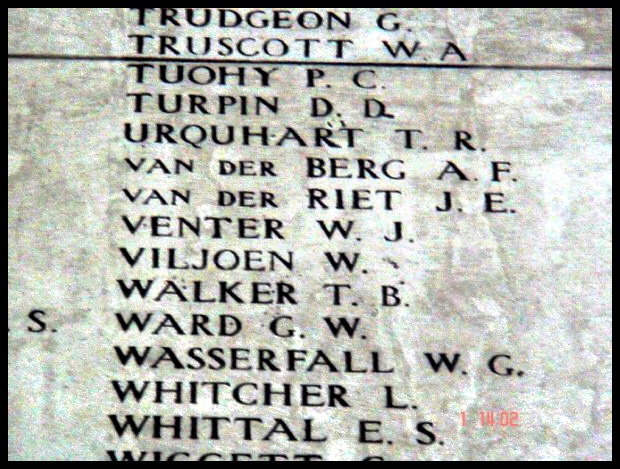 TRUDGEON G.
TRUSCOTT W. A
TUOHY P. C.
TURPIN D. D.
URQUHART T. R.
VAN DER BERG A. F.
VAN DER RIET J. E.
VENTER W. J.
VILJOEN W.
WALKER T. B.
S. WARD G. W.
WASSERFALL W. G.
WHITCHER L.
WHITTAL E. S.
1 14:02